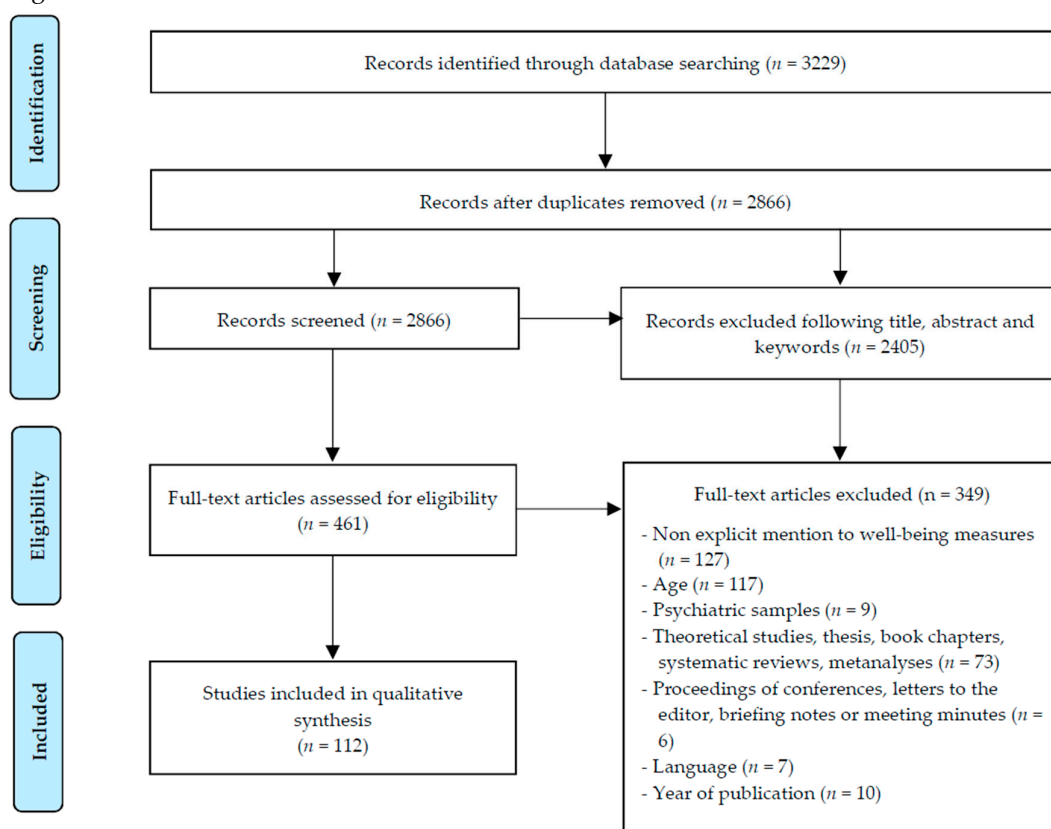 Identification
Records identified through database searching (n = 3229)
Records after duplicates removed (n = 2866)
Screening
Records screened (n = 2866)
Records excluded following title, abstract and
keywords (n = 2405)
Eligibility
Full-text articles assessed for eligibility
(n = 461)
Full-text articles excluded (n = 349)
- Non explicit mention to well-being measures
(n = 127)
- Age (n = 117)
- Psychiatric samples (n = 9)
- Theoretical studies, thesis, book chapters,
systematic reviews, metanalyses (n = 73)
- Proceedings of conferences, letters to the
editor, briefing notes or meeting minutes (n =
6)
- Language (n = 7)
- Year of publication (n = 10)
Included
Studies included in qualitative
synthesis
(n = 112)